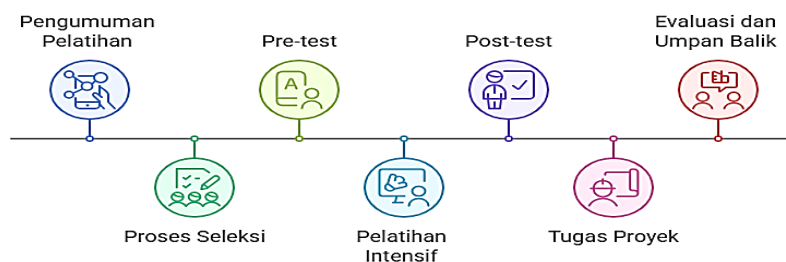 Pengumuman
Pelatihan
Proses Seleksi
Pre-test
A
Pelatihan
Intensif
Post-test
Tugas Proyek
Evaluasi dan
Umpan Balik